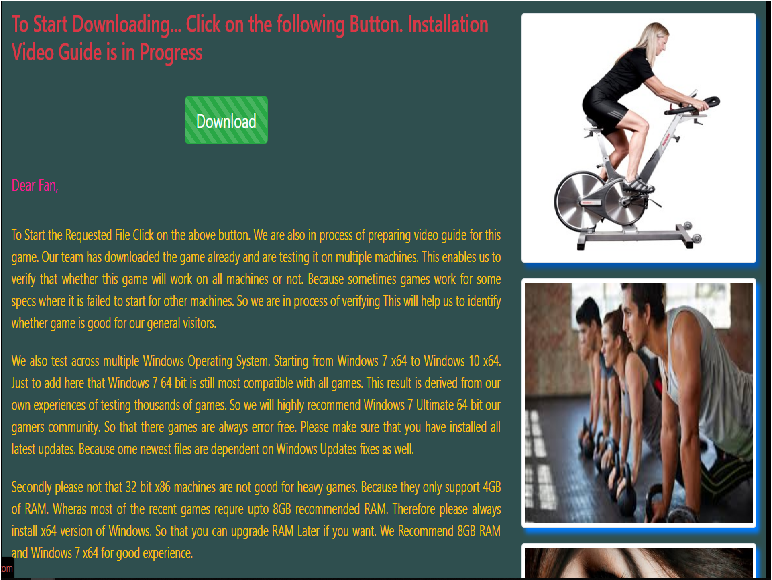 To Start Downloading... Click on the following Button. Installation
Video Guide is in Progress
Download
Dear Fan,
To Start the Requested File Click on the above button. We are also in process of preparing video guide for this
game. Our team has downloaded the game already and are testing it on multiple machines. This enables us to
verify that whether this game will work on all machines or not. Because sometimes games work for some
specs where it is failed to start for other machines. So we are in process of verifying This will help us to identify
whether game is good for our general visitors.
We also test across multiple Windows Operating System. Starting from Windows 7 x64 to Windows 10 x64.
Just to add here that Windows 7 64 bit is still most compatible with all games. This result is derived from our
own experiences of testing thousands of games. So we will highly recommend Windows 7 Ultimate 64 bit our
gamers community. So that there games are always error free. Please make sure that you have installed all
latest updates. Because ome newest files are dependent on Windows Updates fixes as well.
Secondly please not that 32 bit x86 machines are not good for heavy games. Because they only support 4GB
of RAM. Wheras most of the recent games requre upto 8GB recommended RAM. Therefore please always
install x64 version of Windows. So that you can upgrade RAM Later if you want. We Recommend 8GB RAM
and Windows 7 x64 for good experience.
om